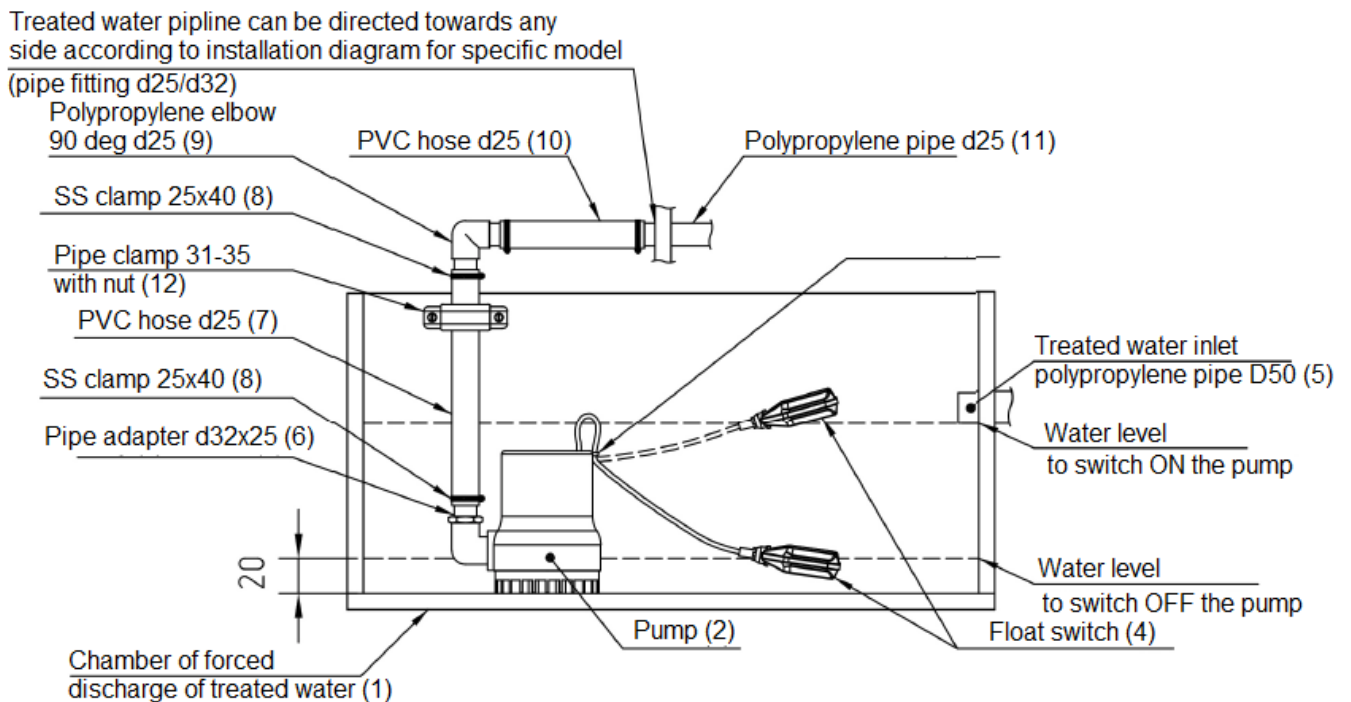 Treated water pipline can be directed towards any
side according to installation diagram for specific model
(pipe fitting d25/d32)
Polypropylene elbow
90 deg d25 (9)
PVC hose d25 (10)
Polypropylene pipe d25 (11)
SS clamp 25x40 (8)
Pipe clamp 31-35
with nut (12)
PVC hose d25 (7)
Treated water inlet
polypropylene pipe D50 (5)
SS clamp 25x40 (8)
Pipe adapter d32x25 (6)
Water level
to switch ON the pump
20
Water level
to switch OFF the pump
Pump (2)
Float switch (4)
Chamber of forced
discharge of treated water (1)